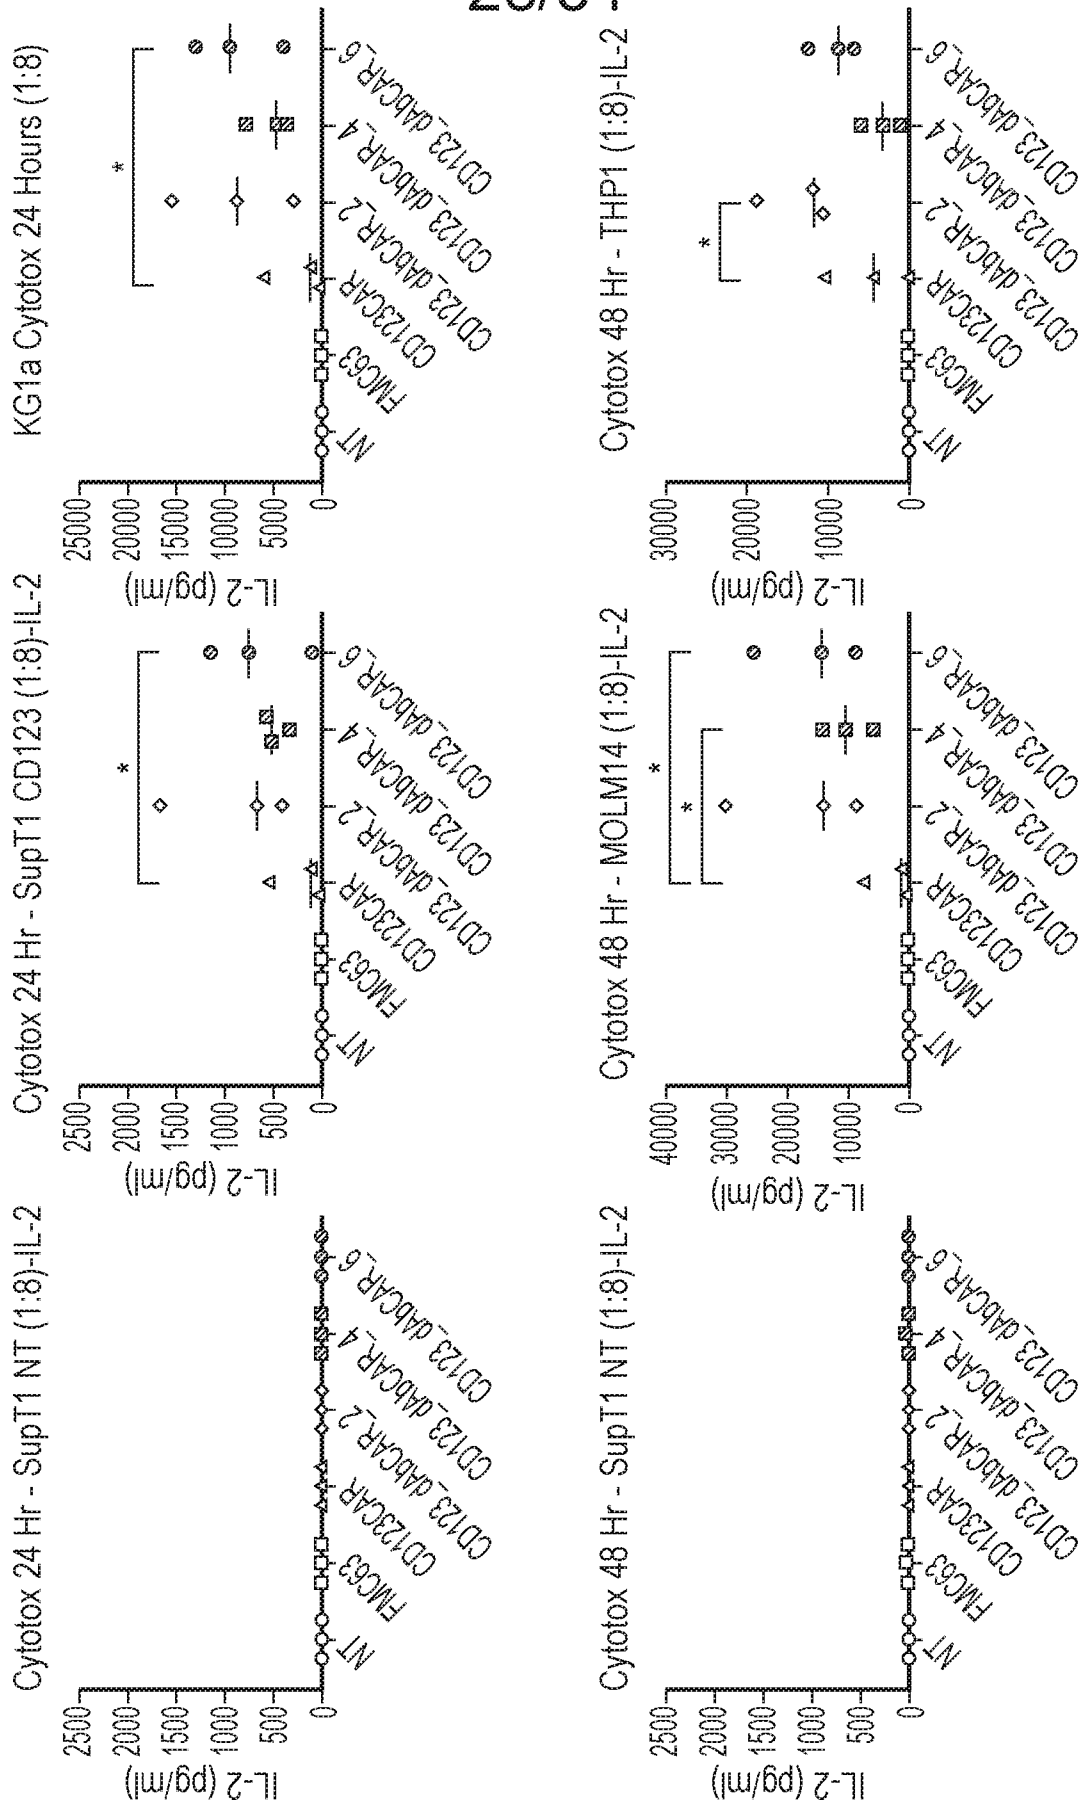 Cytotox 24 Hr - SupT1 NT (1:8)-IL-2
IL-2 (pg/ml)
2500
2000
1500
1000
500
0
NT
FMC63
CD123CAR
CD123_dAbCAR_2
CD123_dAbCAR_4
CD123_dAbCAR_6
Cytotox 24 Hr - SupT1 CD123 (1:8)-IL-2
IL-2 (pg/ml)
2500
2000
1500
1000
500
0
*
NT
FMC63
CD123CAR
CD123_dAbCAR_2
CD123_dAbCAR_4
CD123_dAbCAR_6
KG1a Cytotox 24 Hours (1:8)
IL-2 (pg/ml)
25000
20000
15000
10000
5000
0
*
NT
FMC63
CD123CAR
CD123_dAbCAR_2
CD123_dAbCAR_4
CD123_dAbCAR_6
Cytotox 48 Hr - SupT1 NT (1:8)-IL-2
IL-2 (pg/ml)
2500
2000
1500
1000
500
0
NT
FMC63
CD123CAR
CD123_dAbCAR_2
CD123_dAbCAR_4
CD123_dAbCAR_6
Cytotox 48 Hr - MOLM14 (1:8)-IL-2
IL-2 (pg/ml)
40000
30000
20000
10000
0
*
*
NT
FMC63
CD123CAR
CD123_dAbCAR_2
CD123_dAbCAR_4
CD123_dAbCAR_6
Cytotox 48 Hr - THP1 (1:8)-IL-2
IL-2 (pg/ml)
30000
20000
10000
0
*
NT
FMC63
CD123CAR
CD123_dAbCAR_2
CD123_dAbCAR_4
CD123_dAbCAR_6